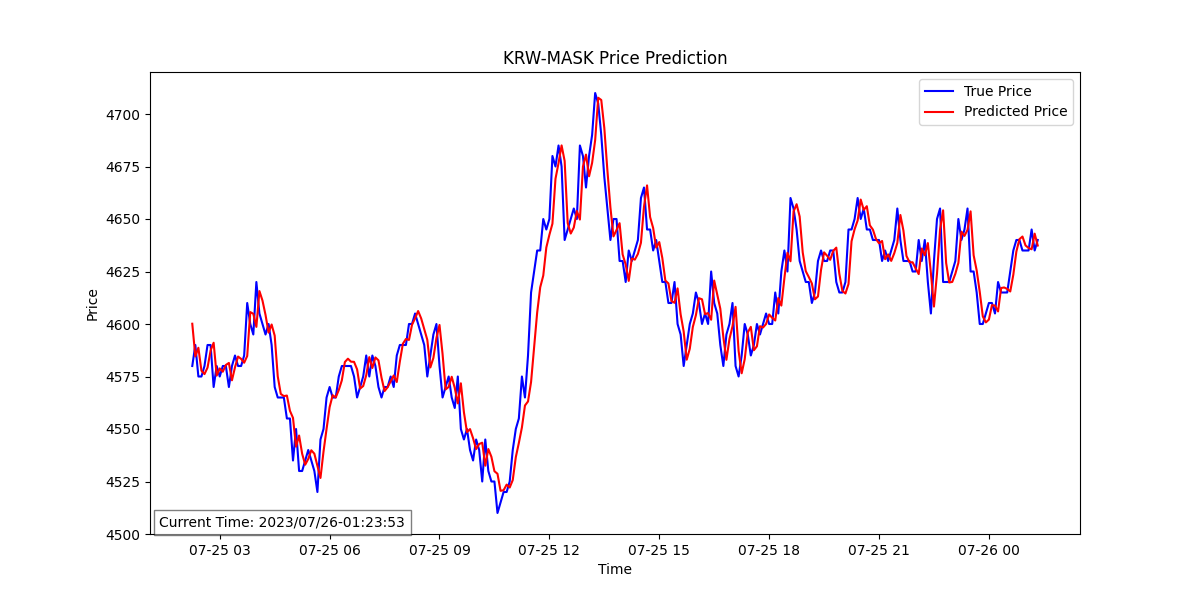 KRW-MASK Price Prediction
True Price
Predicted Price
4700
4675
4650
4625
4600
4575
4550
4525
4500
Price
Current Time: 2023/07/26-01:23:53
07-25 03 07-25 06 07-25 09 07-25 12 07-25 15 07-25 18 07-25 21 07-26 00
Time